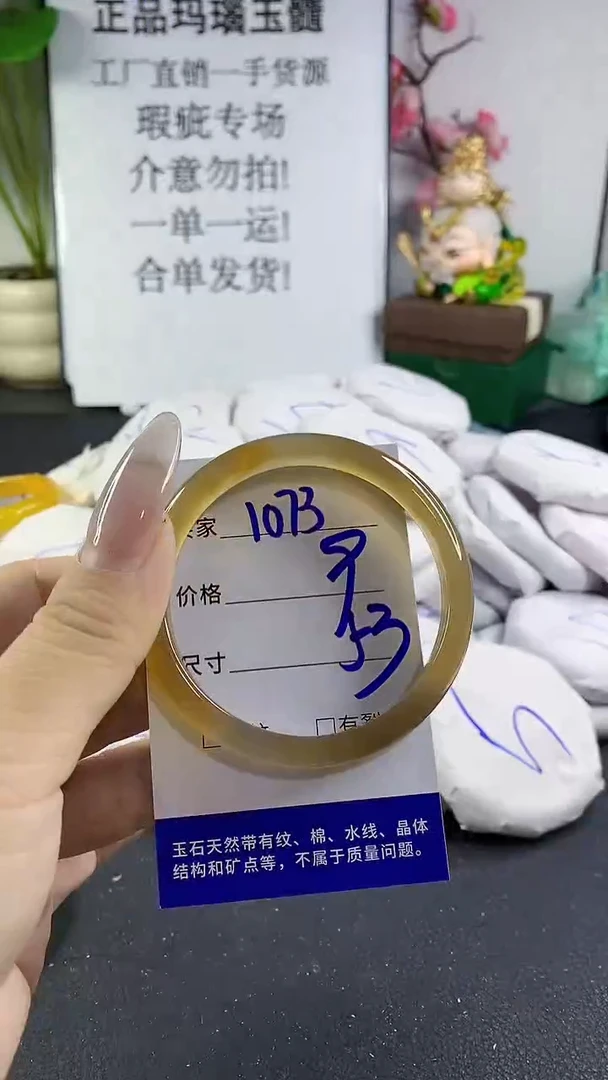 正品玛瑙玉髓
工厂直销一手货源
瑕疵专场
介意勿拍!
一单一运!
合单发货!
家 1073
价格
尺寸
有裂
玉石天然带有纹、棉、水线、晶体
结构和矿点等，不属于质量问题。